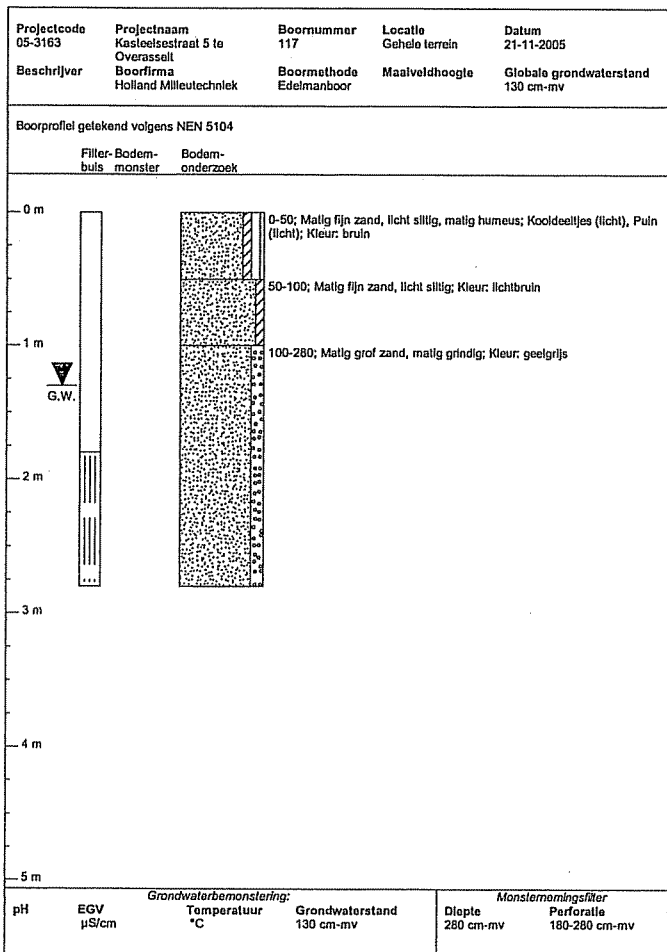 Projectcode Projectnaam Boornummer Locatie Datum
05-3163 Kasteelsestraat 5 te 117 Gehele terrein 21-11-2005
Overasselt
Beschrijver Boorfirma Boormethode Maaiveldhoogte Globale grondwaterstand
Holland Milieutechniek Edelmanboor 130 cm-mv
Boorprofiel getekend volgens NEN 5104
Filter- Bodem- Bodem-
buis monster onderzoek
0 m
0-50; Matig fijn zand, licht siltig, matig humeus; Kooldeeltjes (licht), Puin
(licht); Kleur: bruin
50-100; Matig fijn zand, licht siltig; Kleur: lichtbruin
1 m
100-280; Matig grof zand, matig grindig; Kleur: geelgrijs
G.W.
2 m
3 m
4 m
5 m
Grondwaterbemonstering: Monsternemingsfilter
pH EGV Temperatuur Grondwaterstand Diepte Perforatie
µS/cm °C 130 cm-mv 280 cm-mv 180-280 cm-mv